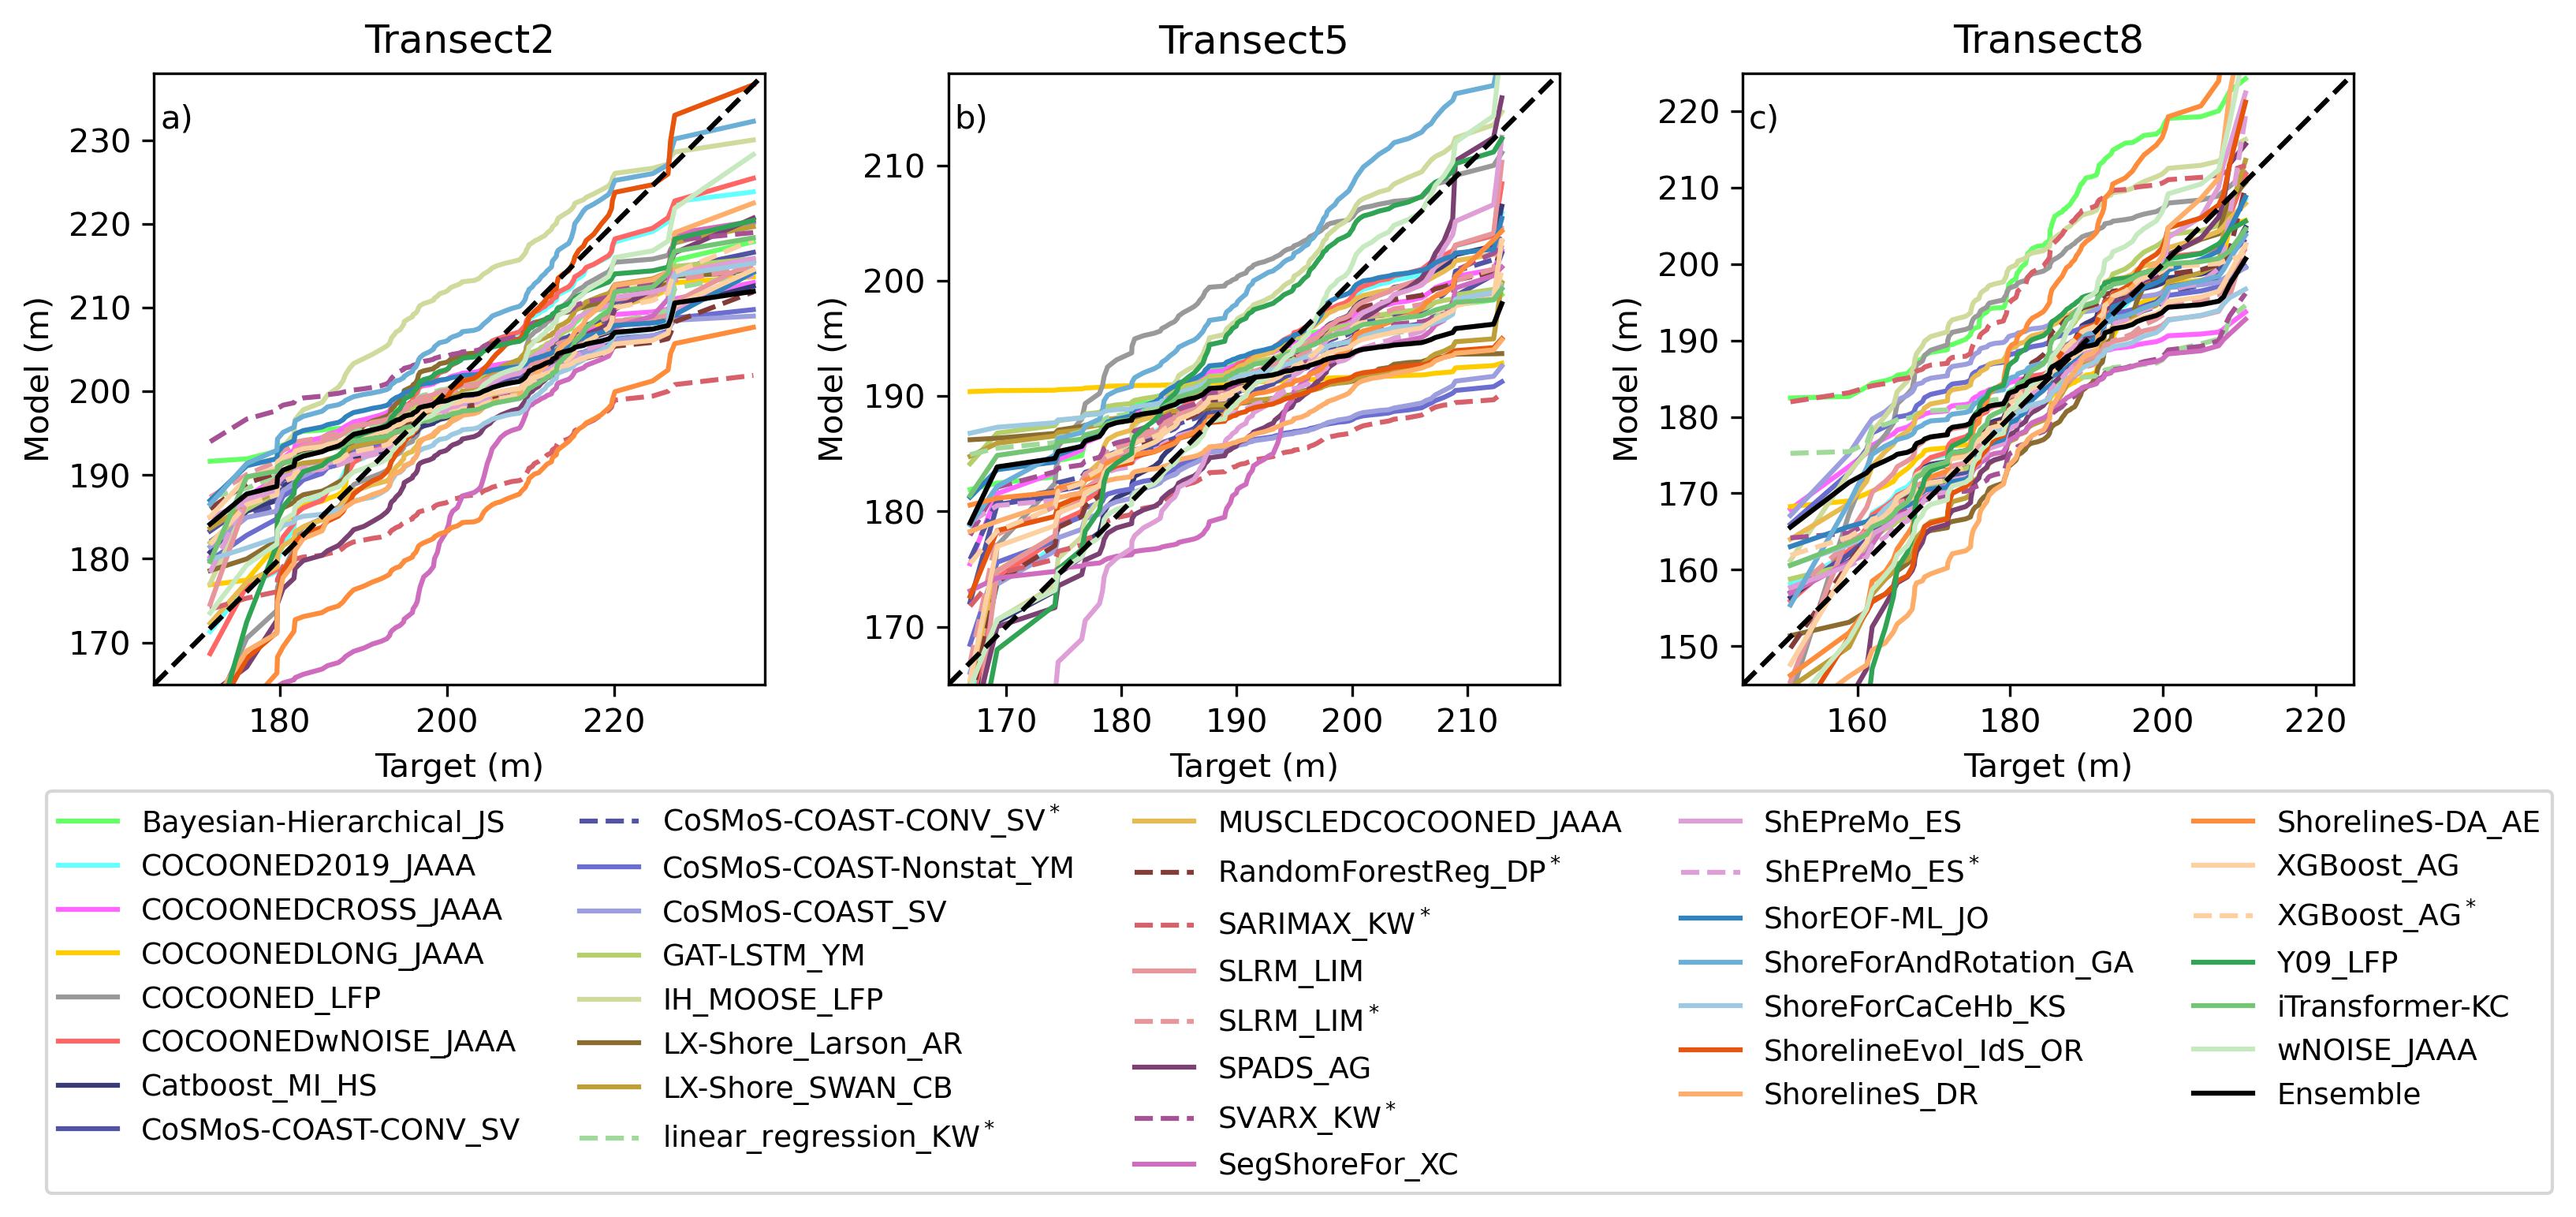 Transect2
Transect5
Transect8
a)
b)
c)
Model (m)
230
220
210
200
190
180
170
180
200
220
Target (m)
Model (m)
210
200
190
180
170
170
180
190
200
210
Target (m)
Model (m)
220
210
200
190
180
170
160
150
160
180
200
220
Target (m)
Bayesian-Hierarchical_JS
COCOONED2019_JAAA
COCOONEDCROSS_JAAA
COCOONEDLONG_JAAA
COCOONED_LFP
COCOONEDwNOISE_JAAA
Catboost_MI_HS
CoSMoS-COAST-CONV_SV
CoSMoS-COAST-CONV_SV*
CoSMoS-COAST-Nonstat_YM
CoSMoS-COAST_SV
GAT-LSTM_YM
IH_MOOSE_LFP
LX-Shore_Larson_AR
LX-Shore_SWAN_CB
linear_regression_KW*
MUSCLEDCOCOONED_JAAA
RandomForestReg_DP*
SARIMAX_KW*
SLRM_LIM
SLRM_LIM*
SPADS_AG
SVARX_KW*
SegShoreFor_XC
ShEPreMo_ES
ShEPreMo_ES*
ShorEOF-ML_JO
ShoreForAndRotation_GA
ShoreForCaCeHb_KS
ShorelineEvol_IdS_OR
ShorelineS_DR
ShorelineS-DA_AE
XGBoost_AG
XGBoost_AG*
Y09_LFP
iTransformer-KC
wNOISE_JAAA
Ensemble